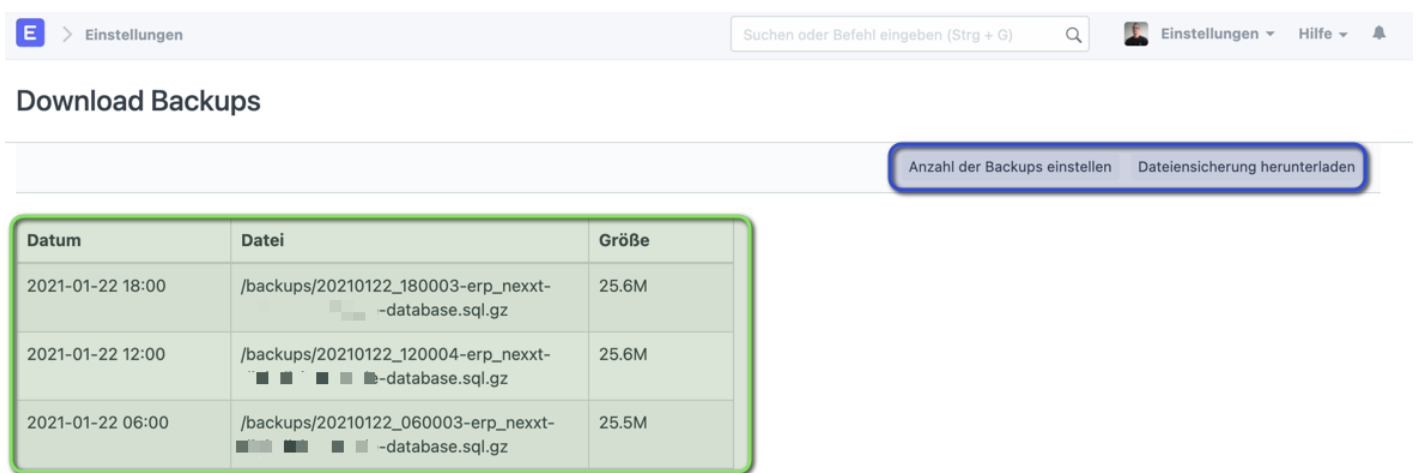 E > Einstellungen Suchen oder Befehl eingeben (Strg + G) Einstellungen Hilfe
Download Backups
Anzahl der Backups einstellen Dateiensicherung herunterladen
Datum Datei Größe
2021-01-22 18:00 /backups/20210122_180003-erp_nexxt- 25.6M
-database.sql.gz
2021-01-22 12:00 /backups/20210122_120004-erp_nexxt- 25.6M
-database.sql.gz
2021-01-22 06:00 /backups/20210122_060003-erp_nexxt- 25.5M
-database.sql.gz